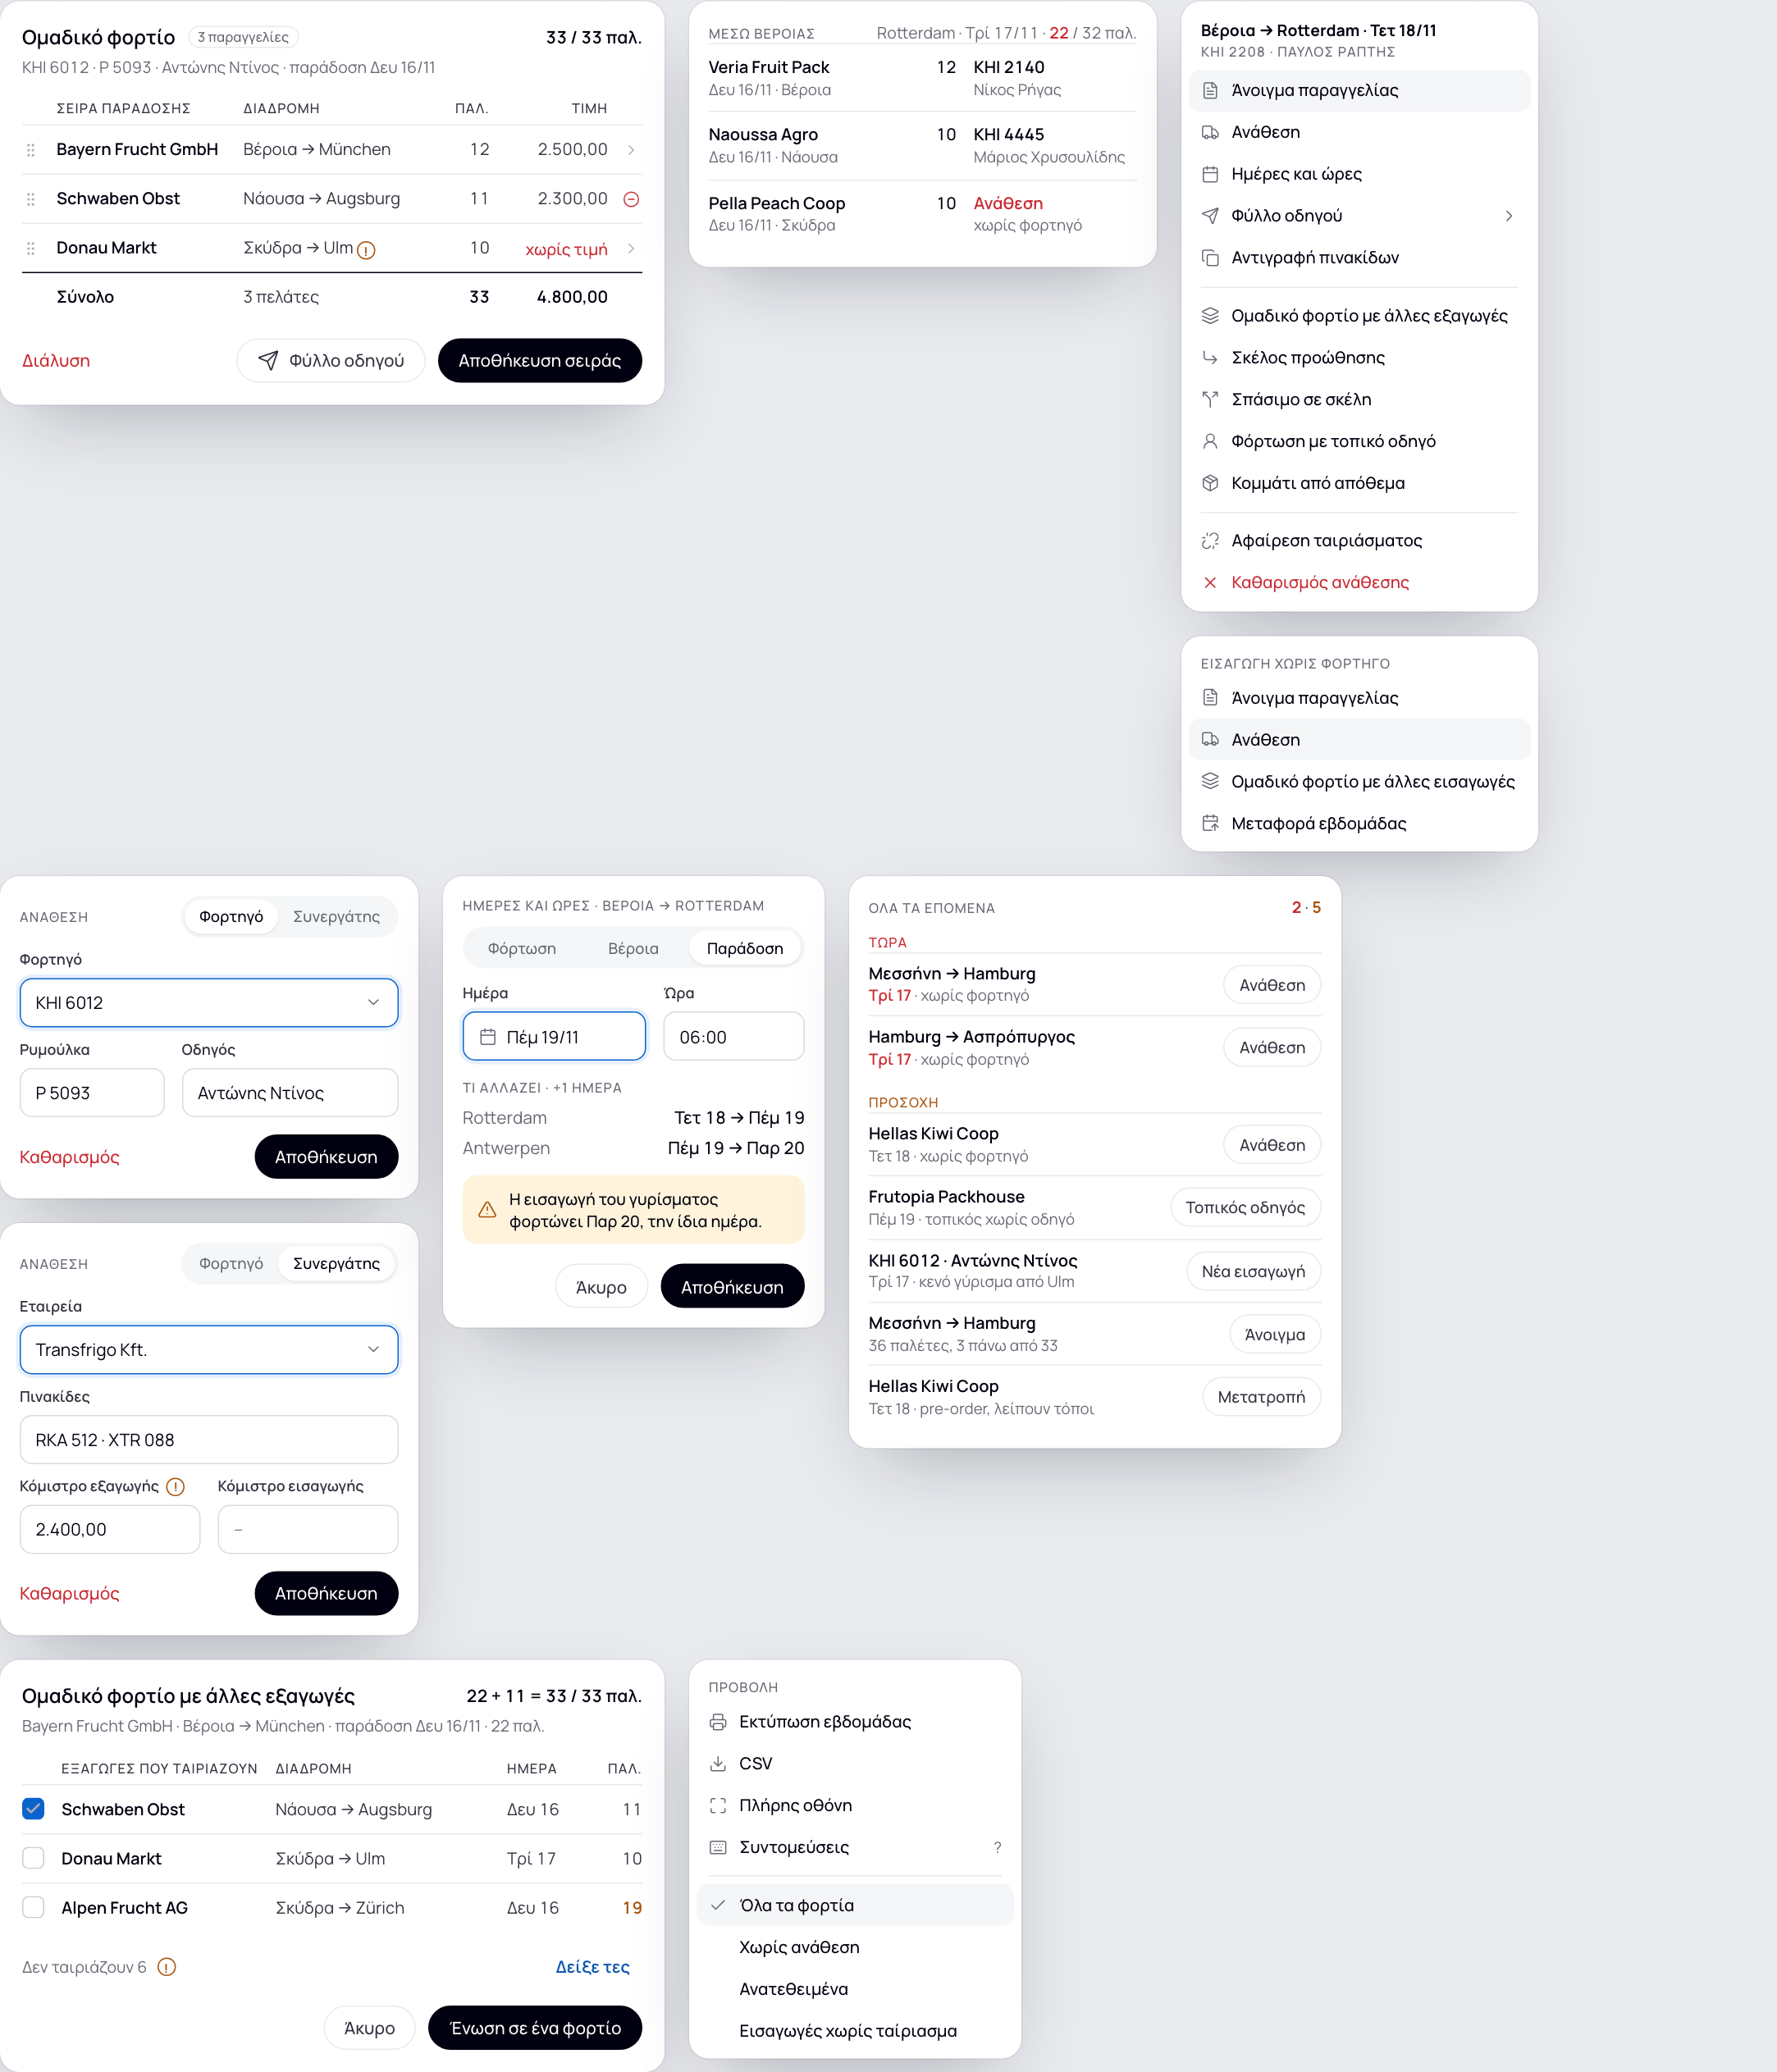 Ομαδικό φορτίο 3 παραγγελίες 33 / 33 παλ.
ΚΗΙ 6012 · Ρ 5093 · Αντώνης Ντίνος · παράδοση Δευ 16/11
ΣΕΙΡΑ ΠΑΡΑΔΟΣΗΣ ΔΙΑΔΡΟΜΗ ΠΑΛ. ΤΙΜΗ
Bayern Frucht GmbH Βέροια → München 12 2.500,00
Schwaben Obst Νάουσα → Augsburg 11 2.300,00
Donau Markt Σκύδρα → Ulm 10 χωρίς τιμή
Σύνολο 3 πελάτες 33 4.800,00
Διάλυση Φύλλο οδηγού Αποθήκευση σειράς
ΜΕΣΩ ΒΕΡΟΙΑΣ Rotterdam · Τρί 17/11 · 22 / 32 παλ.
Veria Fruit Pack 12 ΚΗΙ 2140
Δευ 16/11 · Βέροια Νίκος Ρήγας
Naoussa Agro 10 ΚΗΙ 4445
Δευ 16/11 · Νάουσα Μάριος Χρυσουλίδης
Pella Peach Coop 10 Ανάθεση
Δευ 16/11 · Σκύδρα χωρίς φορτηγό
Βέροια → Rotterdam · Τετ 18/11
ΚΗΙ 2208 · ΠΑΥΛΟΣ ΡΑΠΤΗΣ
Άνοιγμα παραγγελίας
Ανάθεση
Ημέρες και ώρες
Φύλλο οδηγού
Αντιγραφή πινακίδων
Ομαδικό φορτίο με άλλες εξαγωγές
Σκέλος προώθησης
Σπάσιμο σε σκέλη
Φόρτωση με τοπικό οδηγό
Κομμάτι από απόθεμα
Αφαίρεση ταιριάσματος
Καθαρισμός ανάθεσης
ΕΙΣΑΓΩΓΗ ΧΩΡΙΣ ΦΟΡΤΗΓΟ
Άνοιγμα παραγγελίας
Ανάθεση
Ομαδικό φορτίο με άλλες εισαγωγές
Μεταφορά εβδομάδας
ΑΝΑΘΕΣΗ Φορτηγό Συνεργάτης
Φορτηγό
ΚΗΙ 6012
Ρυμούλκα Οδηγός
Ρ 5093 Αντώνης Ντίνος
Καθαρισμός Αποθήκευση
ΑΝΑΘΕΣΗ Φορτηγό Συνεργάτης
Εταιρεία
Transfrigo Kft.
Πινακίδες
RKA 512 · XTR 088
Κόμιστρο εξαγωγής Κόμιστρο εισαγωγής
2.400,00 –
Καθαρισμός Αποθήκευση
ΗΜΕΡΕΣ ΚΑΙ ΩΡΕΣ · ΒΕΡΟΙΑ → ROTTERDAM
Φόρτωση Βέροια Παράδοση
Ημέρα Ώρα
Πέμ 19/11 06:00
ΤΙ ΑΛΛΑΖΕΙ · +1 ΗΜΕΡΑ
Rotterdam Τετ 18 → Πέμ 19
Antwerpen Πέμ 19 → Παρ 20
Η εισαγωγή του γυρίσματος
φορτώνει Παρ 20, την ίδια ημέρα.
Άκυρο Αποθήκευση
ΟΛΑ ΤΑ ΕΠΟΜΕΝΑ 2 · 5
ΤΩΡΑ
Μεσσήνη → Hamburg Ανάθεση
Τρί 17 · χωρίς φορτηγό
Hamburg → Ασπρόπυργος Ανάθεση
Τρί 17 · χωρίς φορτηγό
ΠΡΟΣΟΧΗ
Hellas Kiwi Coop Ανάθεση
Τετ 18 · χωρίς φορτηγό
Frutopia Packhouse Τοπικός οδηγός
Πέμ 19 · τοπικός χωρίς οδηγό
ΚΗΙ 6012 · Αντώνης Ντίνος Νέα εισαγωγή
Τρί 17 · κενό γύρισμα από Ulm
Μεσσήνη → Hamburg Άνοιγμα
36 παλέτες, 3 πάνω από 33
Hellas Kiwi Coop Μετατροπή
Τετ 18 · pre-order, λείπουν τόποι
Ομαδικό φορτίο με άλλες εξαγωγές 22 + 11 = 33 / 33 παλ.
Bayern Frucht GmbH · Βέροια → München · παράδοση Δευ 16/11 · 22 παλ.
ΕΞΑΓΩΓΕΣ ΠΟΥ ΤΑΙΡΙΑΖΟΥΝ ΔΙΑΔΡΟΜΗ ΗΜΕΡΑ ΠΑΛ.
Schwaben Obst Νάουσα → Augsburg Δευ 16 11
Donau Markt Σκύδρα → Ulm Τρί 17 10
Alpen Frucht AG Σκύδρα → Zürich Δευ 16 19
Δεν ταιριάζουν 6 Δείξε τες
Άκυρο Ένωση σε ένα φορτίο
ΠΡΟΒΟΛΗ
Εκτύπωση εβδομάδας
CSV
Πλήρης οθόνη
Συντομεύσεις ?
Όλα τα φορτία
Χωρίς ανάθεση
Ανατεθειμένα
Εισαγωγές χωρίς ταίριασμα